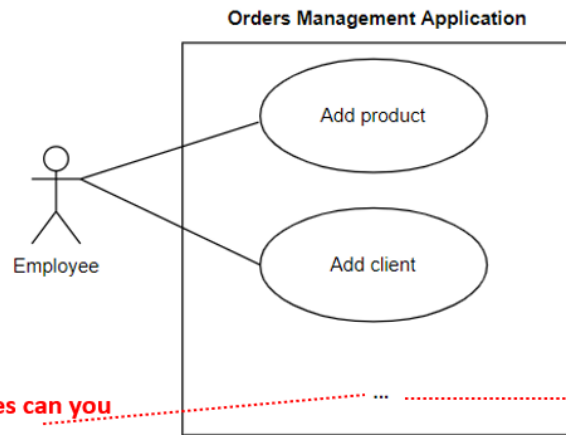 Orders Management Application
Add product
Employee
Add client
es can you
...